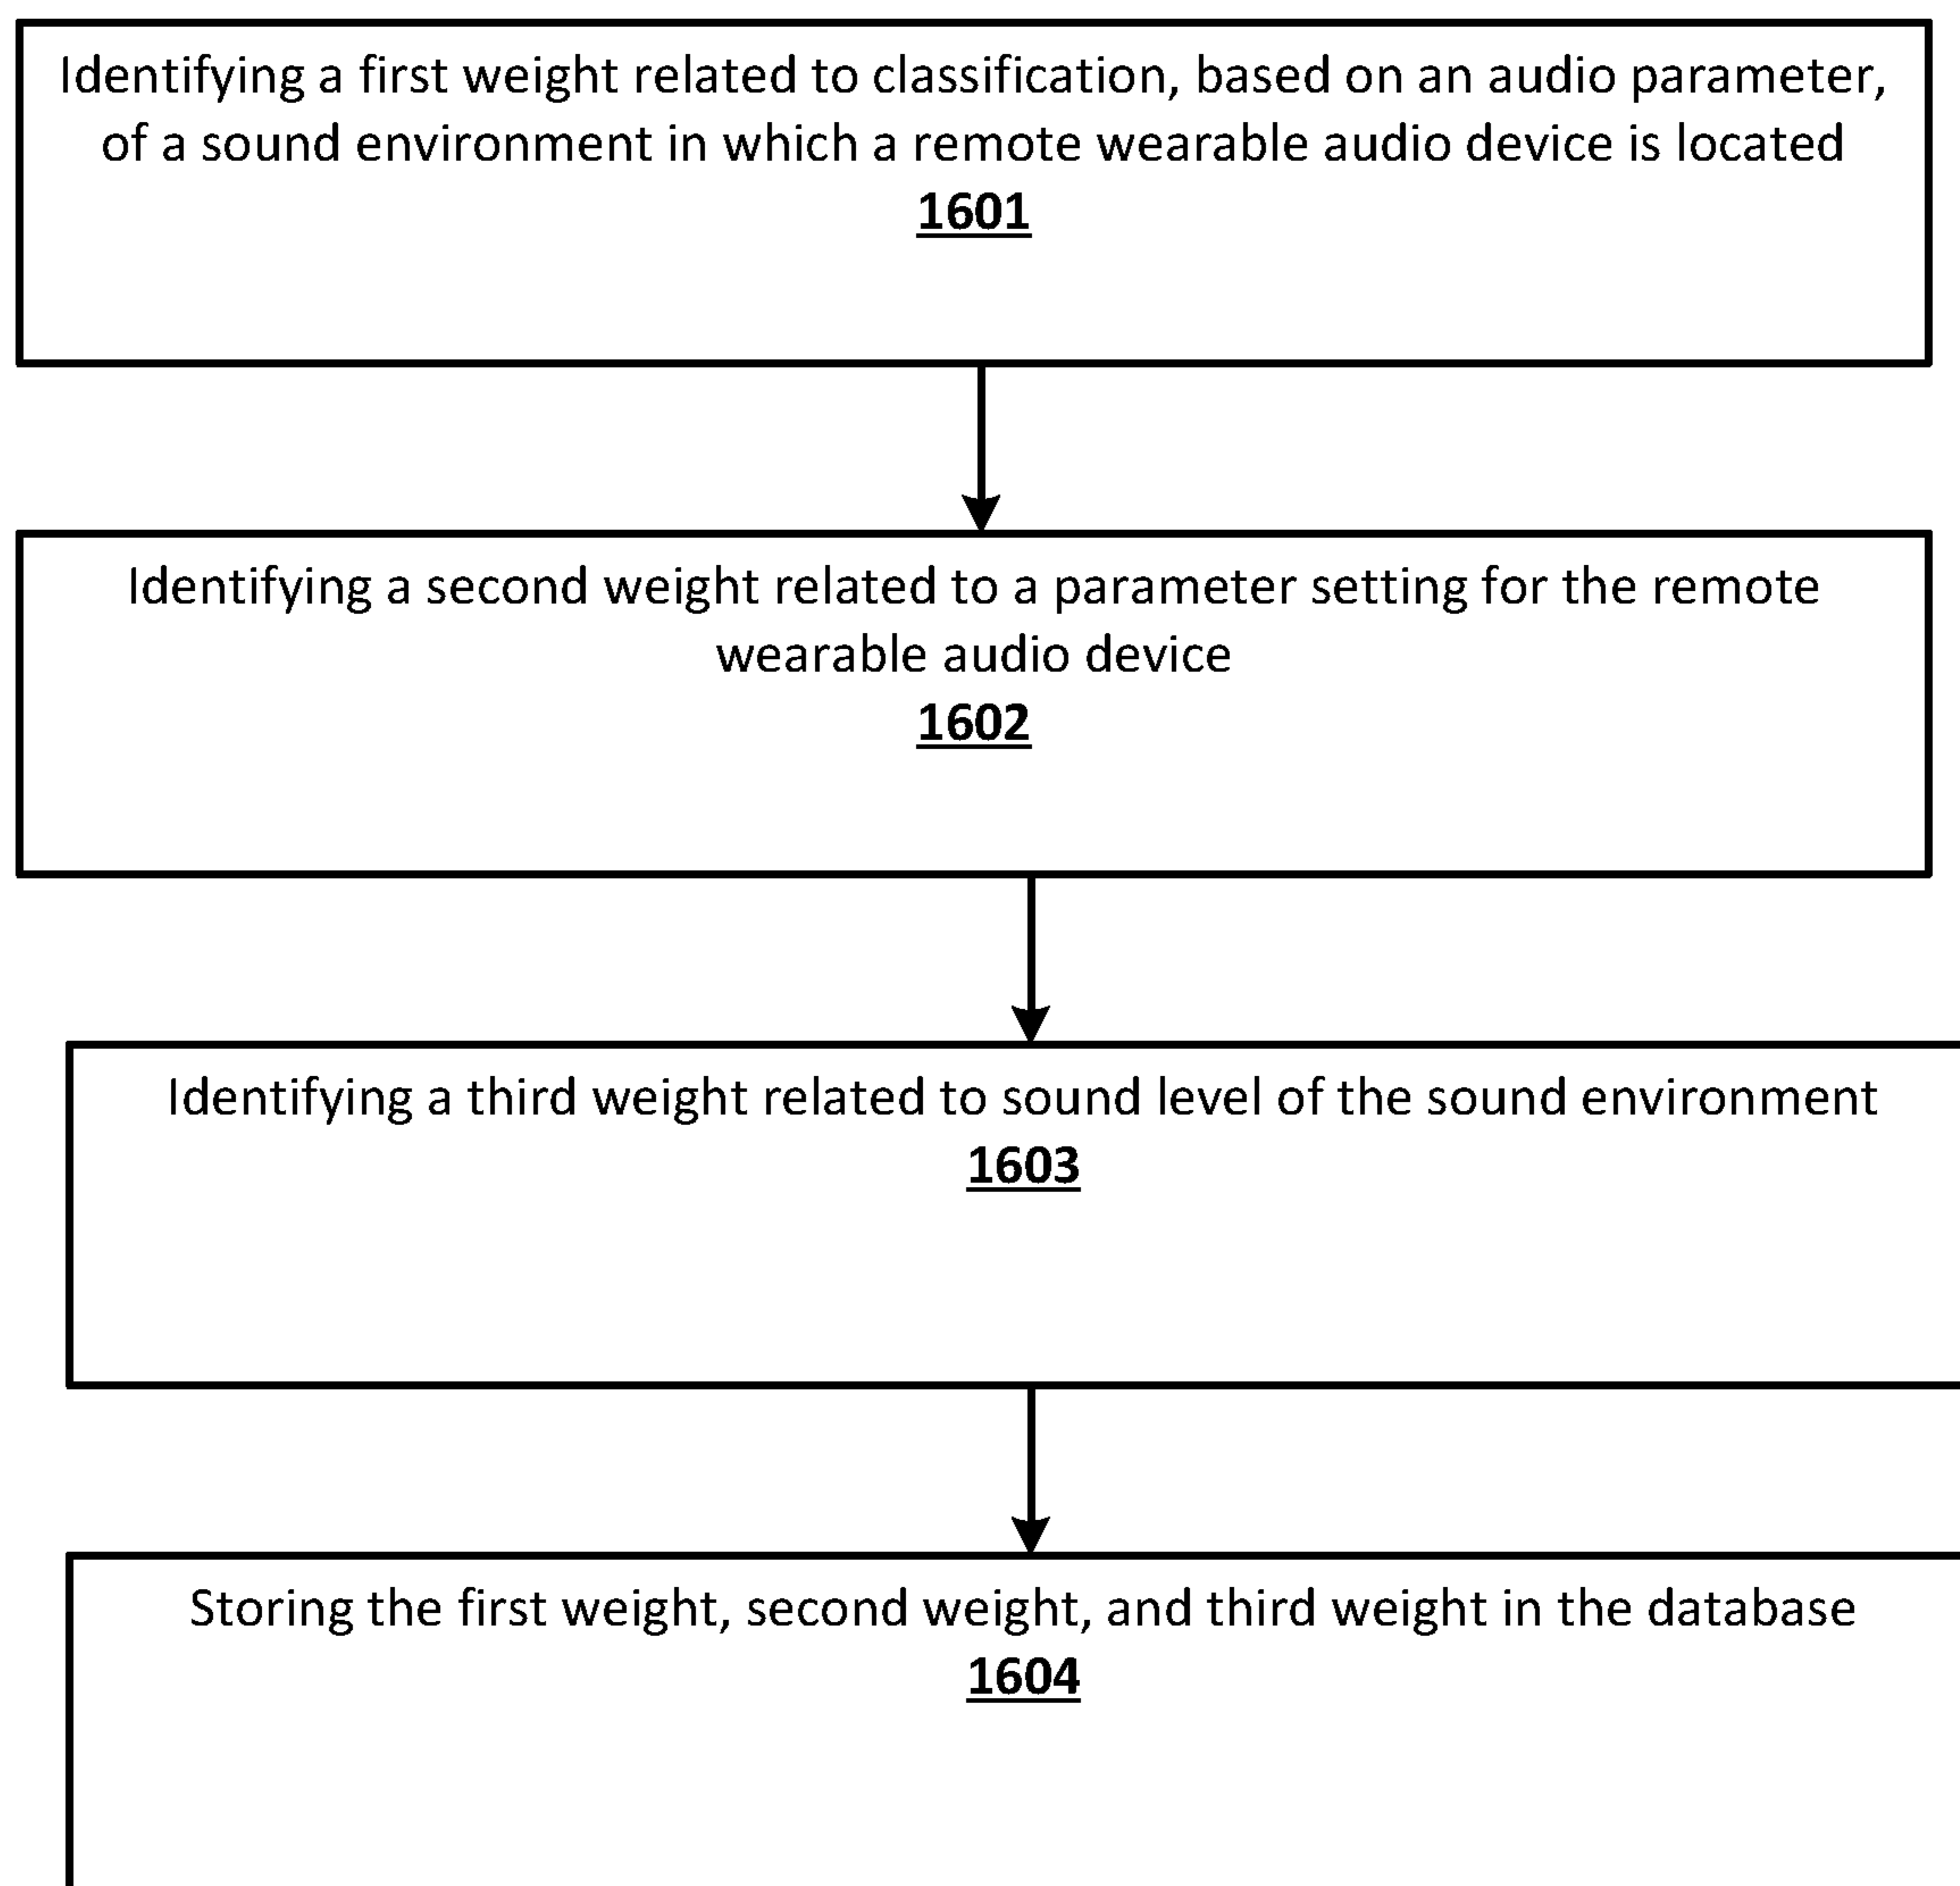 Identifying a first weight related to classification, based on an audio parameter,
of a sound environment in which a remote wearable audio device is located
1601
Identifying a second weight related to a parameter setting for the remote
wearable audio device
1602
Identifying a third weight related to sound level of the sound environment
1603
Storing the first weight, second weight, and third weight in the database
1604